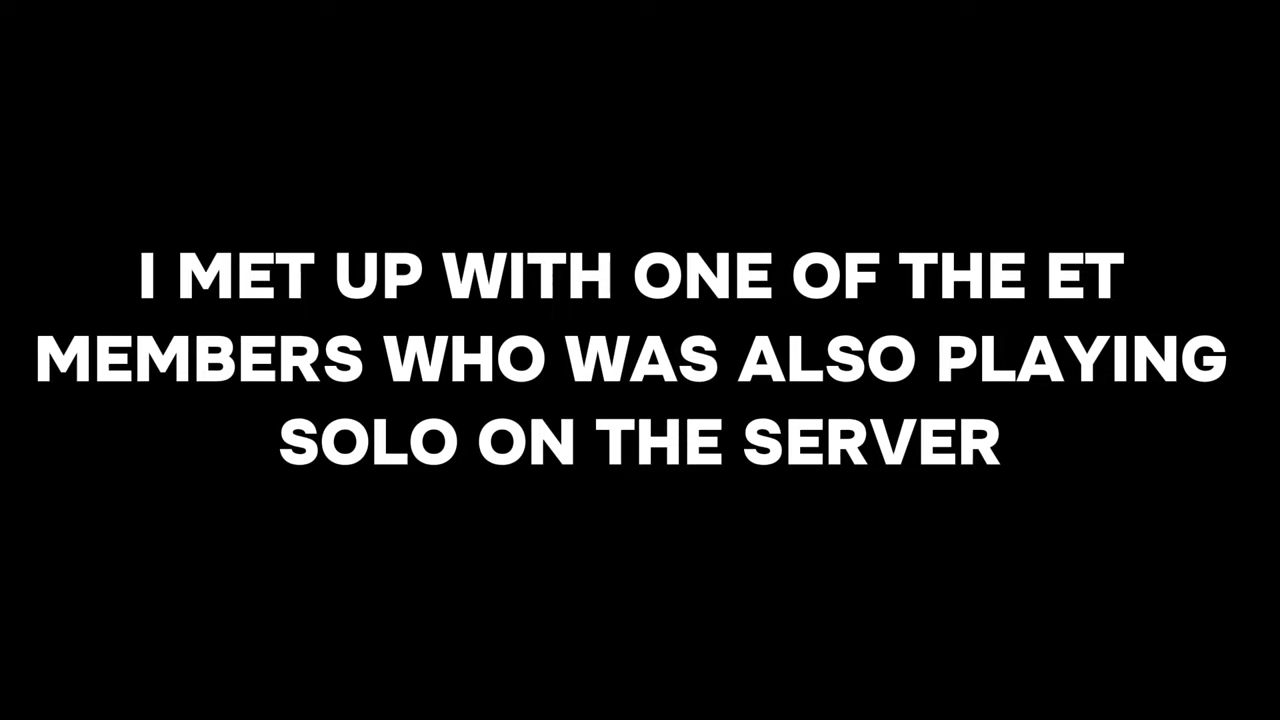 I MET UP WITH ONE OF THE ET
MEMBERS WHO WAS ALSO PLAYING
SOLO ON THE SERVER